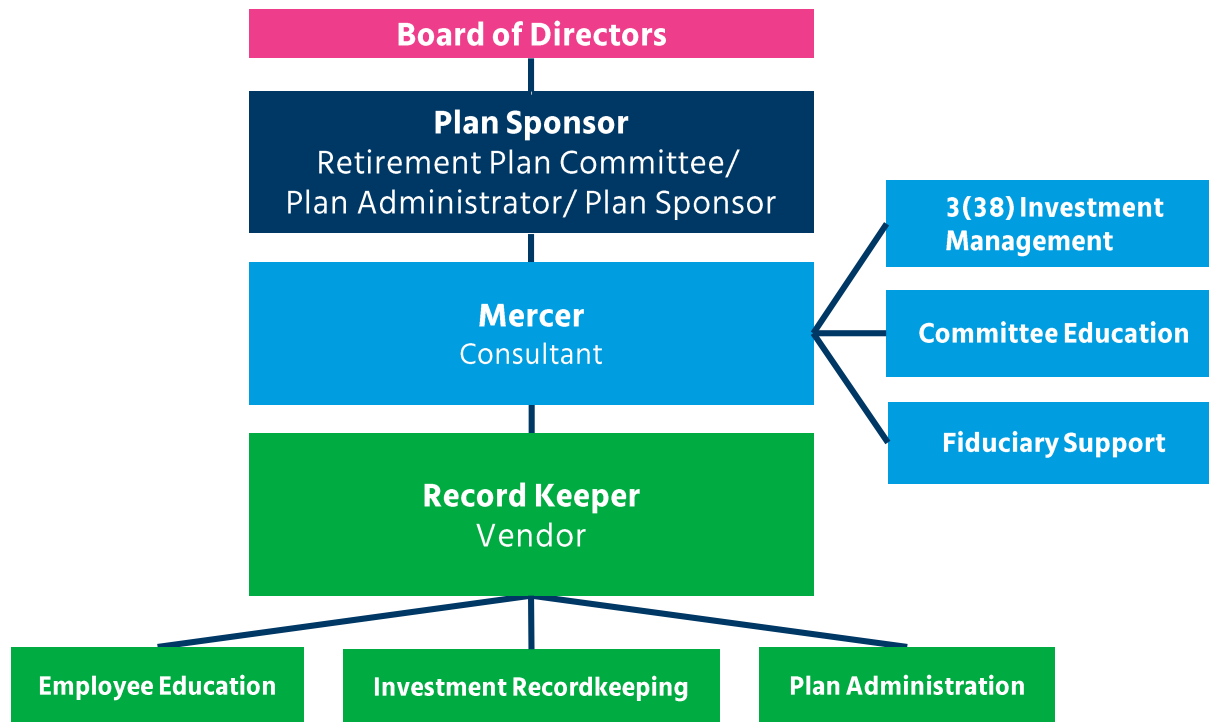 Board of Directors
Plan Sponsor
Retirement Plan Committee/
Plan Administrator/ Plan Sponsor
3(38) Investment
Management
Mercer
Consultant
Committee Education
Fiduciary Support
Record Keeper
Vendor
Employee Education
Investment Recordkeeping
Plan Administration